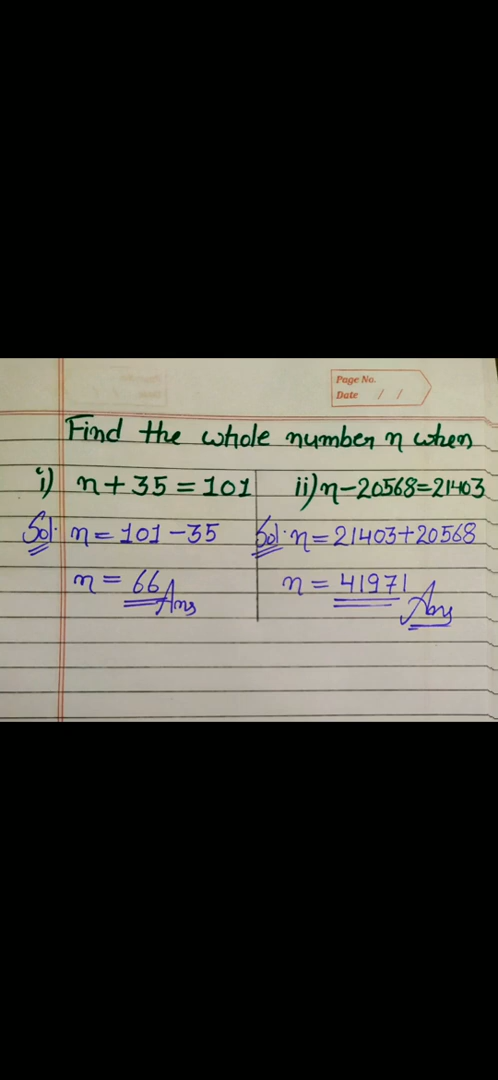 Page No.
Date / /
Find the whole number n when
i) n + 35 = 101
Sol. n = 101 - 35
n = 66 Ans
ii) n - 20568 = 21403
Sol. n = 21403 + 20568
n = 41971 Ans